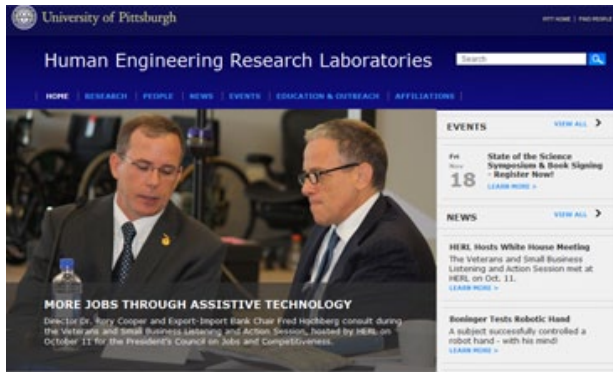 University of Pittsburgh
PITT HOME | FIND PEOPLE
Human Engineering Research Laboratories
Search
HOME | RESEARCH | PEOPLE | NEWS | EVENTS | EDUCATION & OUTREACH | AFFILIATIONS
EVENTS
VIEW ALL
Fri
Nov
18
State of the Science
Symposium & Book Signing
- Register Now!
LEARN MORE »
NEWS
VIEW ALL
HERL Hosts White House Meeting
The Veterans and Small Business
Listening and Action Session met at
HERL on Oct. 11.
LEARN MORE »
Boninger Tests Robotic Hand
A subject successfully controlled a
robot hand - with his mind!
LEARN MORE »
MORE JOBS THROUGH ASSISTIVE TECHNOLOGY
Director Dr. Rory Cooper and Export-Import Bank Chair Fred Hochberg consult during
the Veterans and Small Business Listening and Action Session, hosted by HERL on
October 11 for the President's Council on Jobs and Competitiveness.